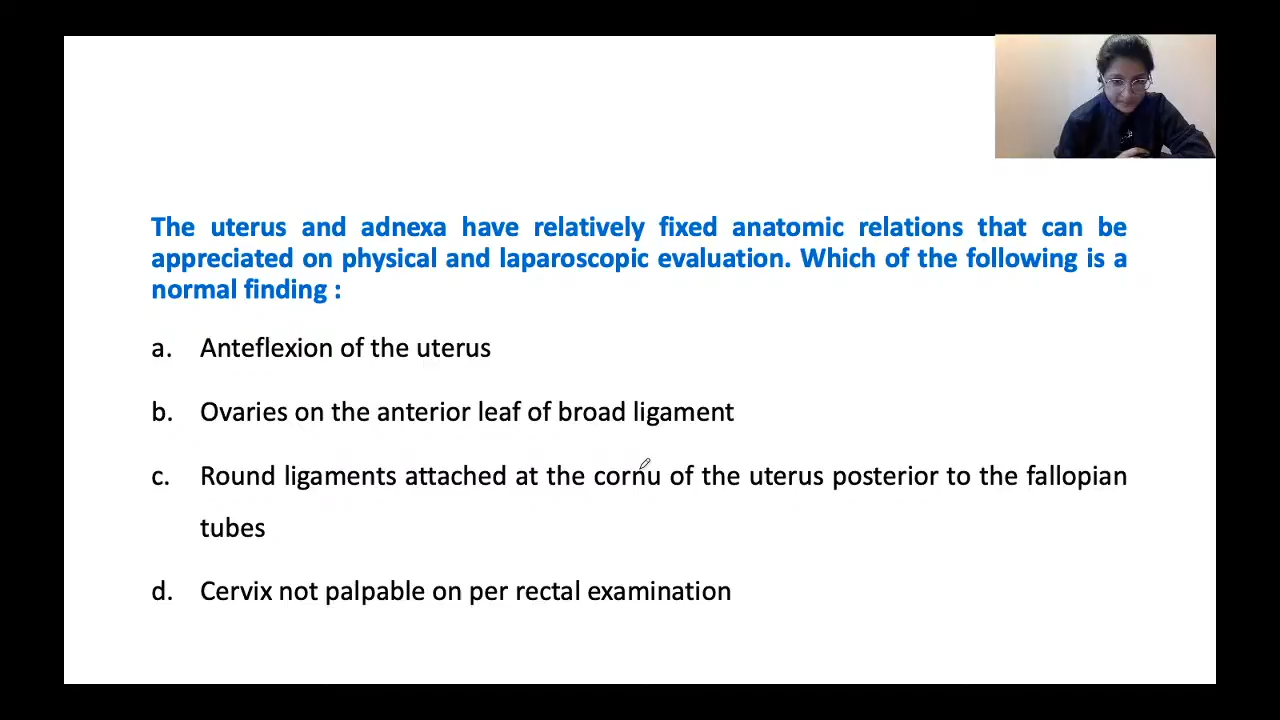 The uterus and adnexa have relatively fixed anatomic relations that can be
appreciated on physical and laparoscopic evaluation. Which of the following is a
normal finding :
a. Anteflexion of the uterus
b. Ovaries on the anterior leaf of broad ligament
c. Round ligaments attached at the cornu of the uterus posterior to the fallopian
tubes
d. Cervix not palpable on per rectal examination